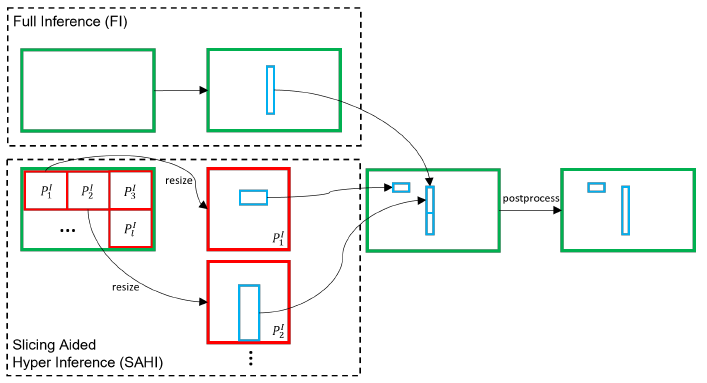 Full Inference (FI)
P_1^I P_2^I P_3^I
... P_l^I
resize
P_1^I
resize
P_2^I
postprocess
Slicing Aided
Hyper Inference (SAHI)